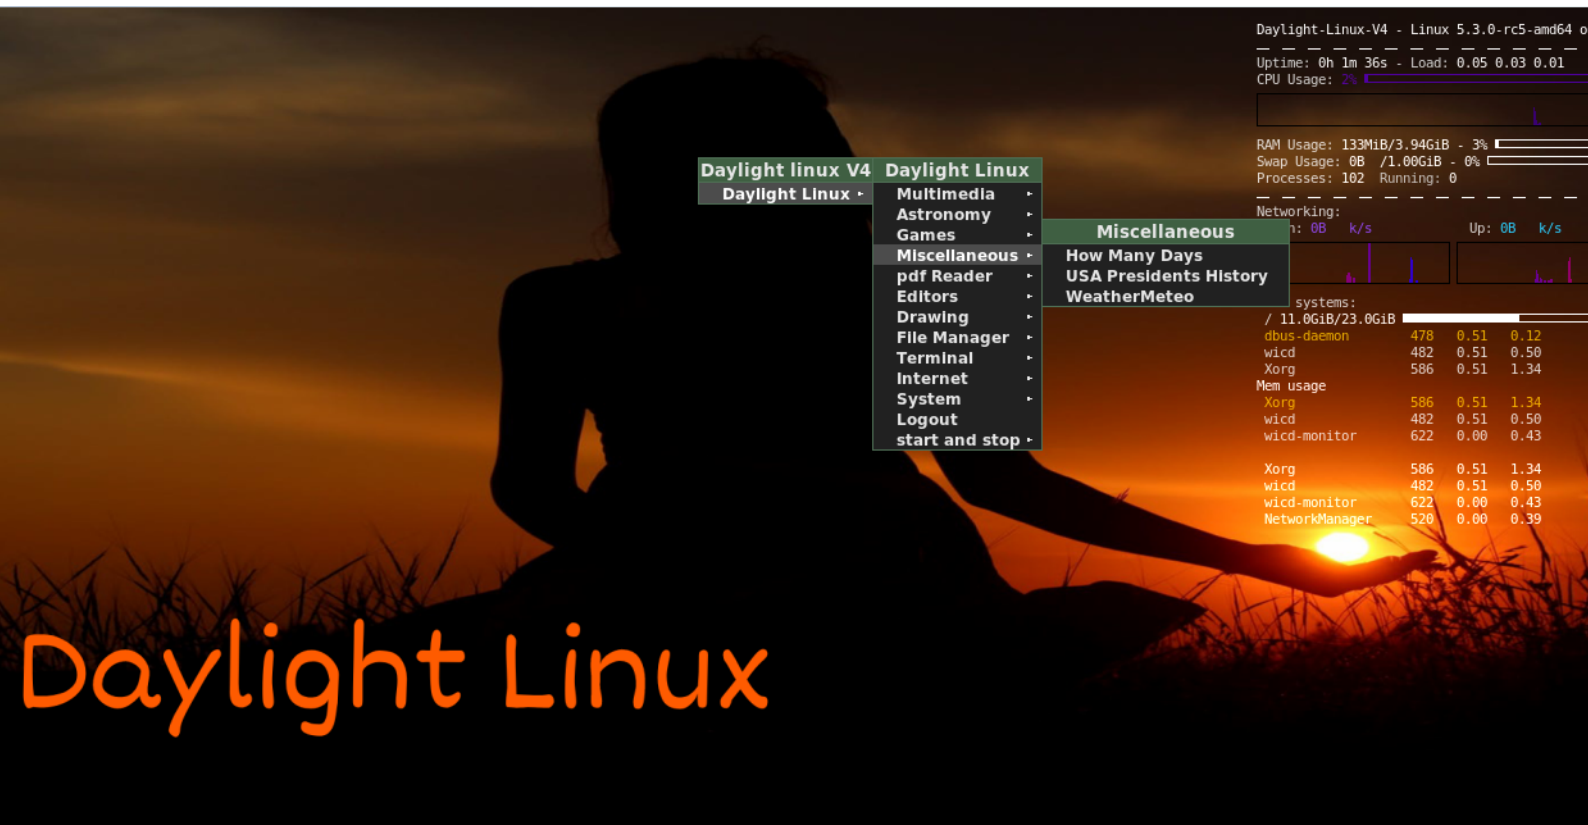 Daylight-Linux-V4 - Linux 5.3.0-rc5-amd64 o
Uptime: 0h 1m 36s - Load: 0.05 0.03 0.01
CPU Usage: 2%
RAM Usage: 133MiB/3.94GiB - 3%
Swap Usage: 0B /1.00GiB - 0%
Processes: 102 Running: 0
Networking:
n: 0B k/s Up: 0B k/s
systems:
/ 11.0GiB/23.0GiB
dbus-daemon 478 0.51 0.12
wicd 482 0.51 0.50
Xorg 586 0.51 1.34
Mem usage
Xorg 586 0.51 1.34
wicd 482 0.51 0.50
wicd-monitor 622 0.00 0.43
Xorg 586 0.51 1.34
wicd 482 0.51 0.50
wicd-monitor 622 0.00 0.43
NetworkManager 520 0.00 0.39
Daylight linux V4
Daylight Linux
Daylight Linux
Multimedia
Astronomy
Games
Miscellaneous
pdf Reader
Editors
Drawing
File Manager
Terminal
Internet
System
Logout
start and stop
Miscellaneous
How Many Days
USA Presidents History
WeatherMeteo
Daylight Linux